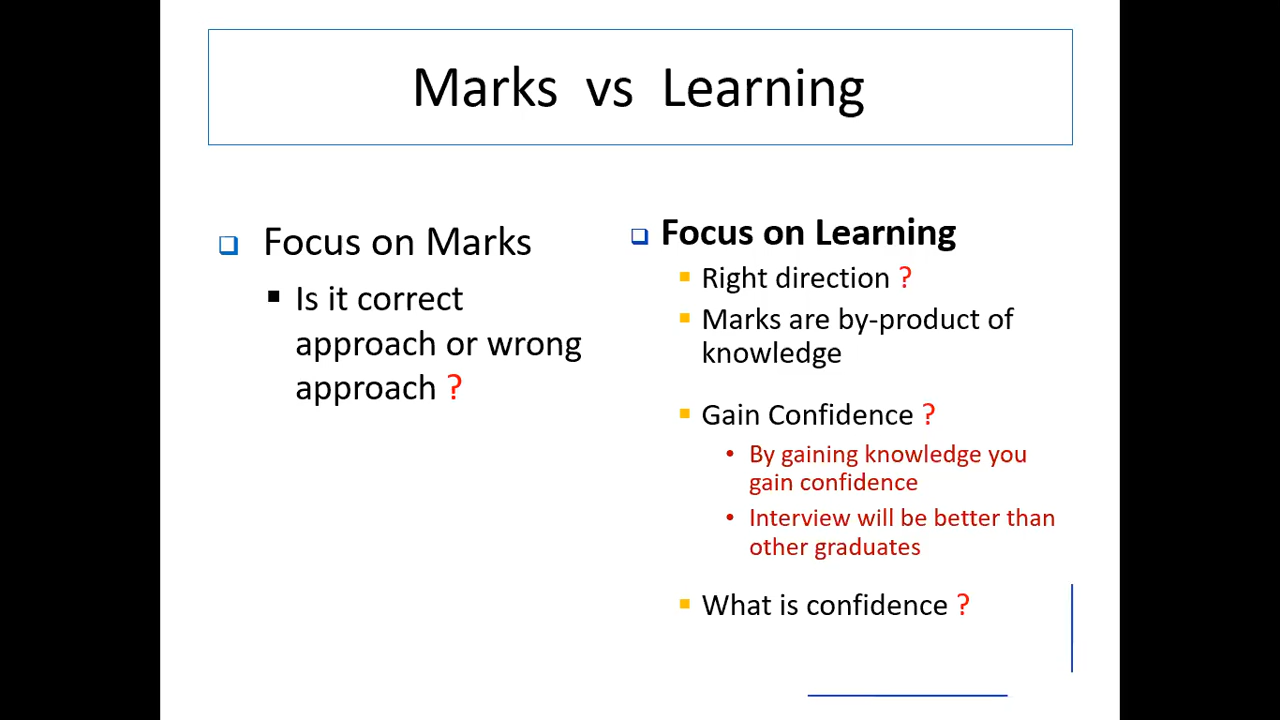 Marks vs Learning
Focus on Marks
Is it correct
approach or wrong
approach ?
Focus on Learning
Right direction ?
Marks are by-product of
knowledge
Gain Confidence ?
By gaining knowledge you
gain confidence
Interview will be better than
other graduates
What is confidence ?